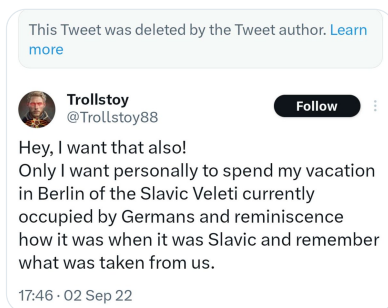 This Tweet was deleted by the Tweet author. Learn
more
Trollstoy
Follow
@Trollstoy88
Hey, I want that also!
Only I want personally to spend my vacation
in Berlin of the Slavic Veleti currently
occupied by Germans and reminiscence
how it was when it was Slavic and remember
what was taken from us.
17:46 · 02 Sep 22